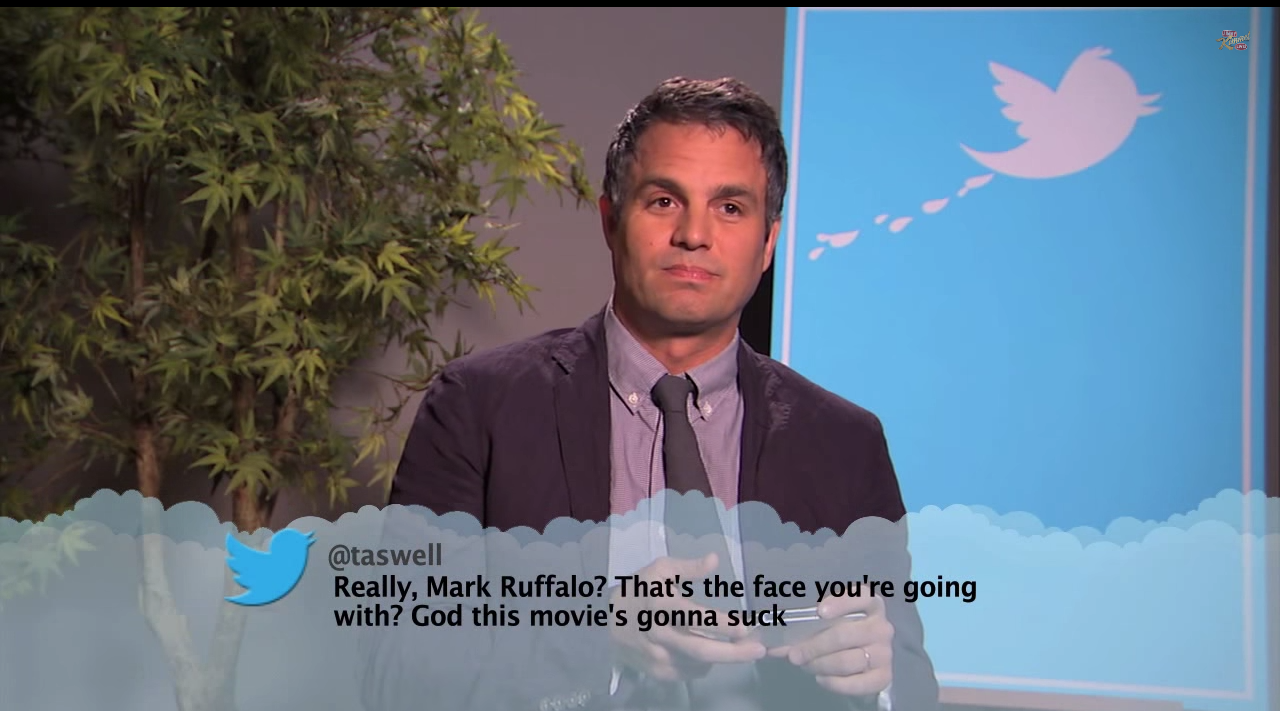 @taswell
Really, Mark Ruffalo? That's the face you're going
with? God this movie's gonna suck